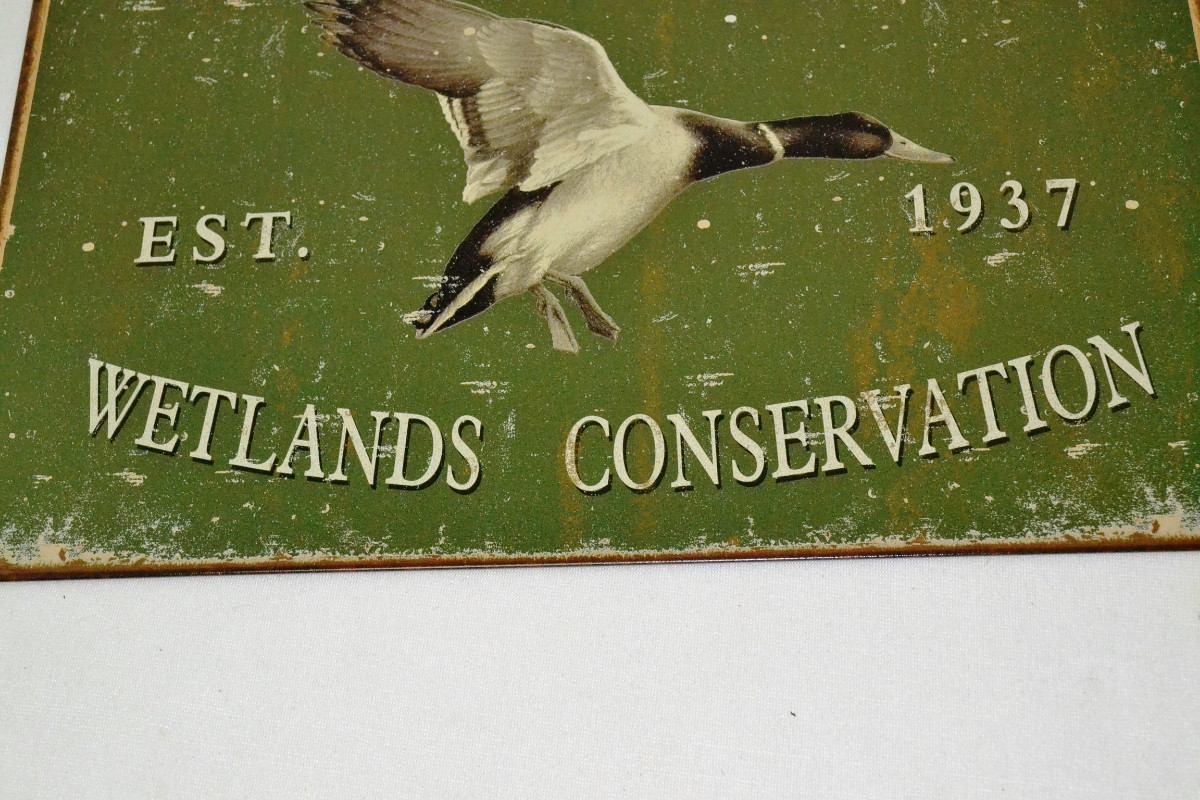 EST. 1937
WETLANDS CONSERVATION